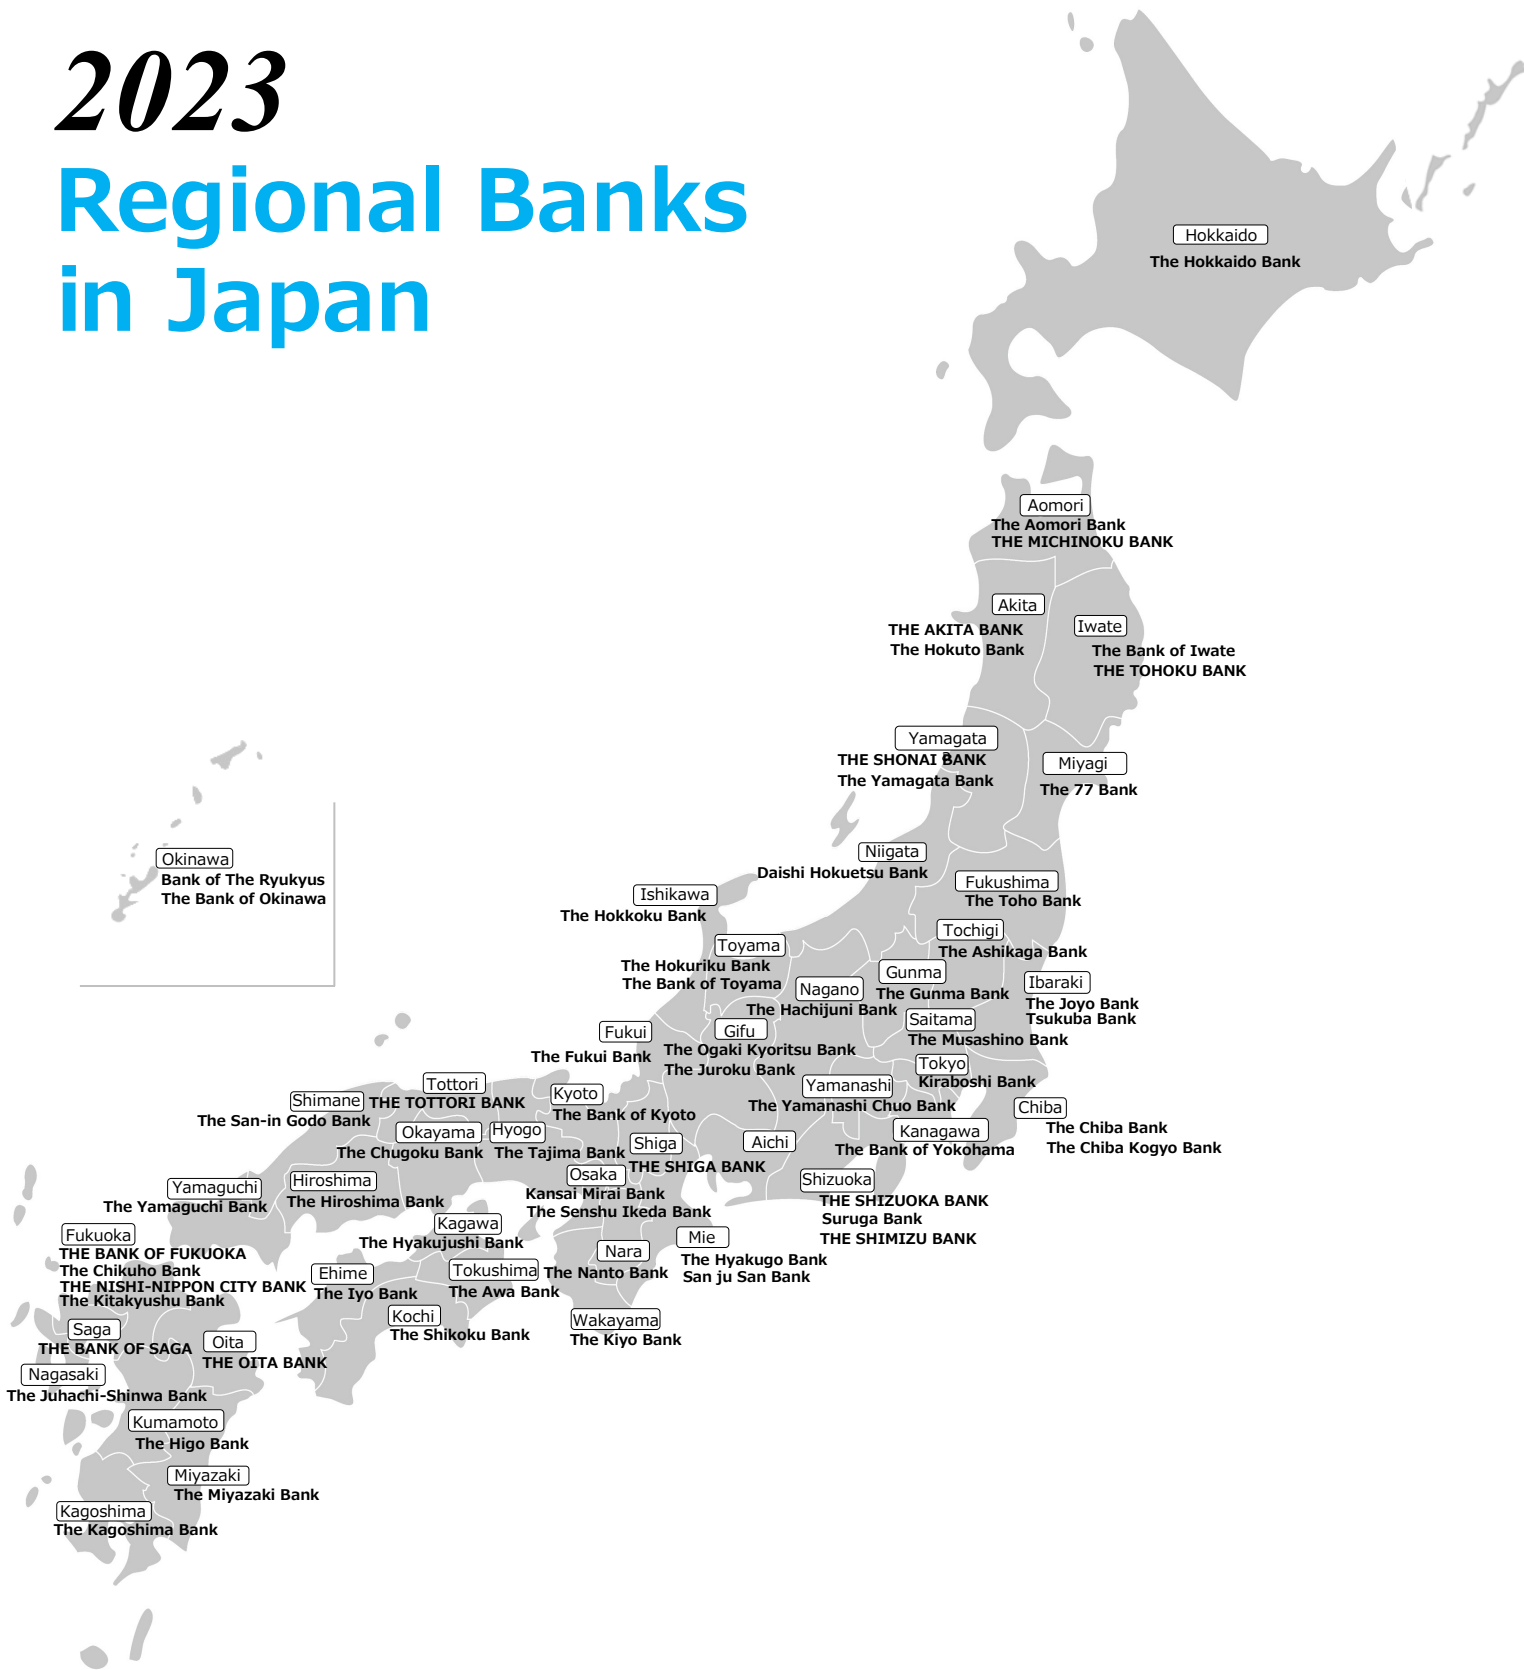 2023
Regional Banks
in Japan
Hokkaido
The Hokkaido Bank
Aomori
The Aomori Bank
THE MICHINOKU BANK
Akita
THE AKITA BANK
The Hokuto Bank
Iwate
The Bank of Iwate
THE TOHOKU BANK
Yamagata
THE SHONAI BANK
The Yamagata Bank
Miyagi
The 77 Bank
Okinawa
Bank of The Ryukyus
The Bank of Okinawa
Niigata
Daishi Hokuetsu Bank
Fukushima
The Toho Bank
Ishikawa
The Hokkoku Bank
Tochigi
The Ashikaga Bank
Toyama
The Hokuriku Bank
The Bank of Toyama
Gunma
The Gunma Bank
Ibaraki
The Joyo Bank
Tsukuba Bank
Nagano
The Hachijuni Bank
Saitama
The Musashino Bank
Fukui
The Fukui Bank
Gifu
The Ogaki Kyoritsu Bank
The Juroku Bank
Tokyo
Kiraboshi Bank
Yamanashi
The Yamanashi Chuo Bank
Chiba
The Chiba Bank
The Chiba Kogyo Bank
Tottori
THE TOTTORI BANK
Shimane
The San-in Godo Bank
Kyoto
The Bank of Kyoto
Okayama
The Chugoku Bank
Hyogo
The Tajima Bank
Shiga
THE SHIGA BANK
Aichi
Kanagawa
The Bank of Yokohama
Osaka
Kansai Mirai Bank
The Senshu Ikeda Bank
Shizuoka
THE SHIZUOKA BANK
Suruga Bank
THE SHIMIZU BANK
Yamaguchi
The Yamaguchi Bank
Hiroshima
The Hiroshima Bank
Fukuoka
THE BANK OF FUKUOKA
The Chikuho Bank
THE NISHI-NIPPON CITY BANK
The Kitakyushu Bank
Kagawa
The Hyakujushi Bank
Mie
The Hyakugo Bank
San ju San Bank
Nara
The Nanto Bank
Ehime
The Iyo Bank
Tokushima
The Awa Bank
Kochi
The Shikoku Bank
Wakayama
The Kiyo Bank
Saga
THE BANK OF SAGA
Oita
THE OITA BANK
Nagasaki
The Juhachi-Shinwa Bank
Kumamoto
The Higo Bank
Miyazaki
The Miyazaki Bank
Kagoshima
The Kagoshima Bank